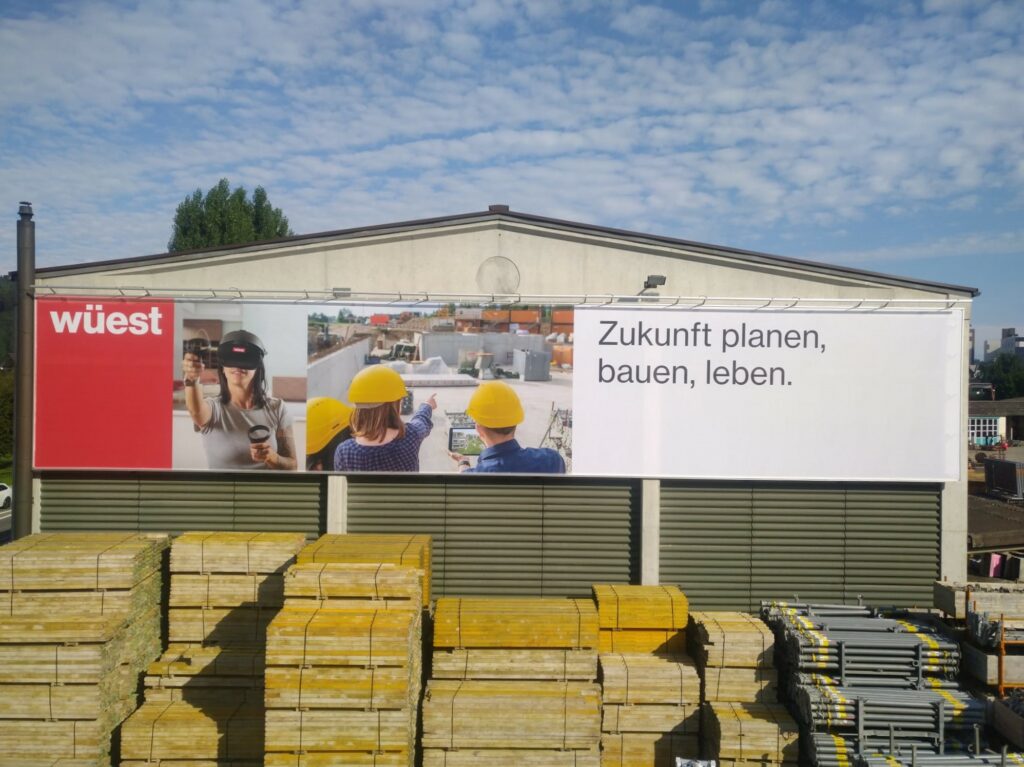 wüest
Zukunft planen,
bauen, leben.